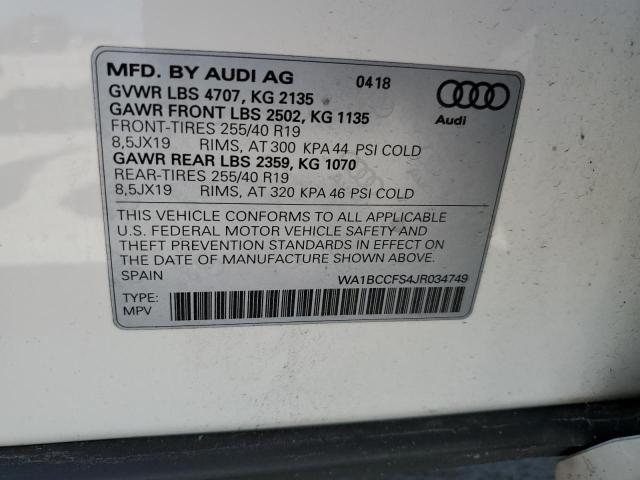 MFD. BY AUDI AG 0418
GVWR LBS 4707, KG 2135
GAWR FRONT LBS 2502, KG 1135
FRONT-TIRES 255/40 R19
8,5JX19 RIMS, AT 300 KPA 44 PSI COLD
GAWR REAR LBS 2359, KG 1070
REAR-TIRES 255/40 R19
8,5JX19 RIMS, AT 320 KPA 46 PSI COLD
Audi
THIS VEHICLE CONFORMS TO ALL APPLICABLE
U.S. FEDERAL MOTOR VEHICLE SAFETY AND
THEFT PREVENTION STANDARDS IN EFFECT ON
THE DATE OF MANUFACTURE SHOWN ABOVE.
SPAIN WA1BCCFS4JR034749
TYPE:
MPV